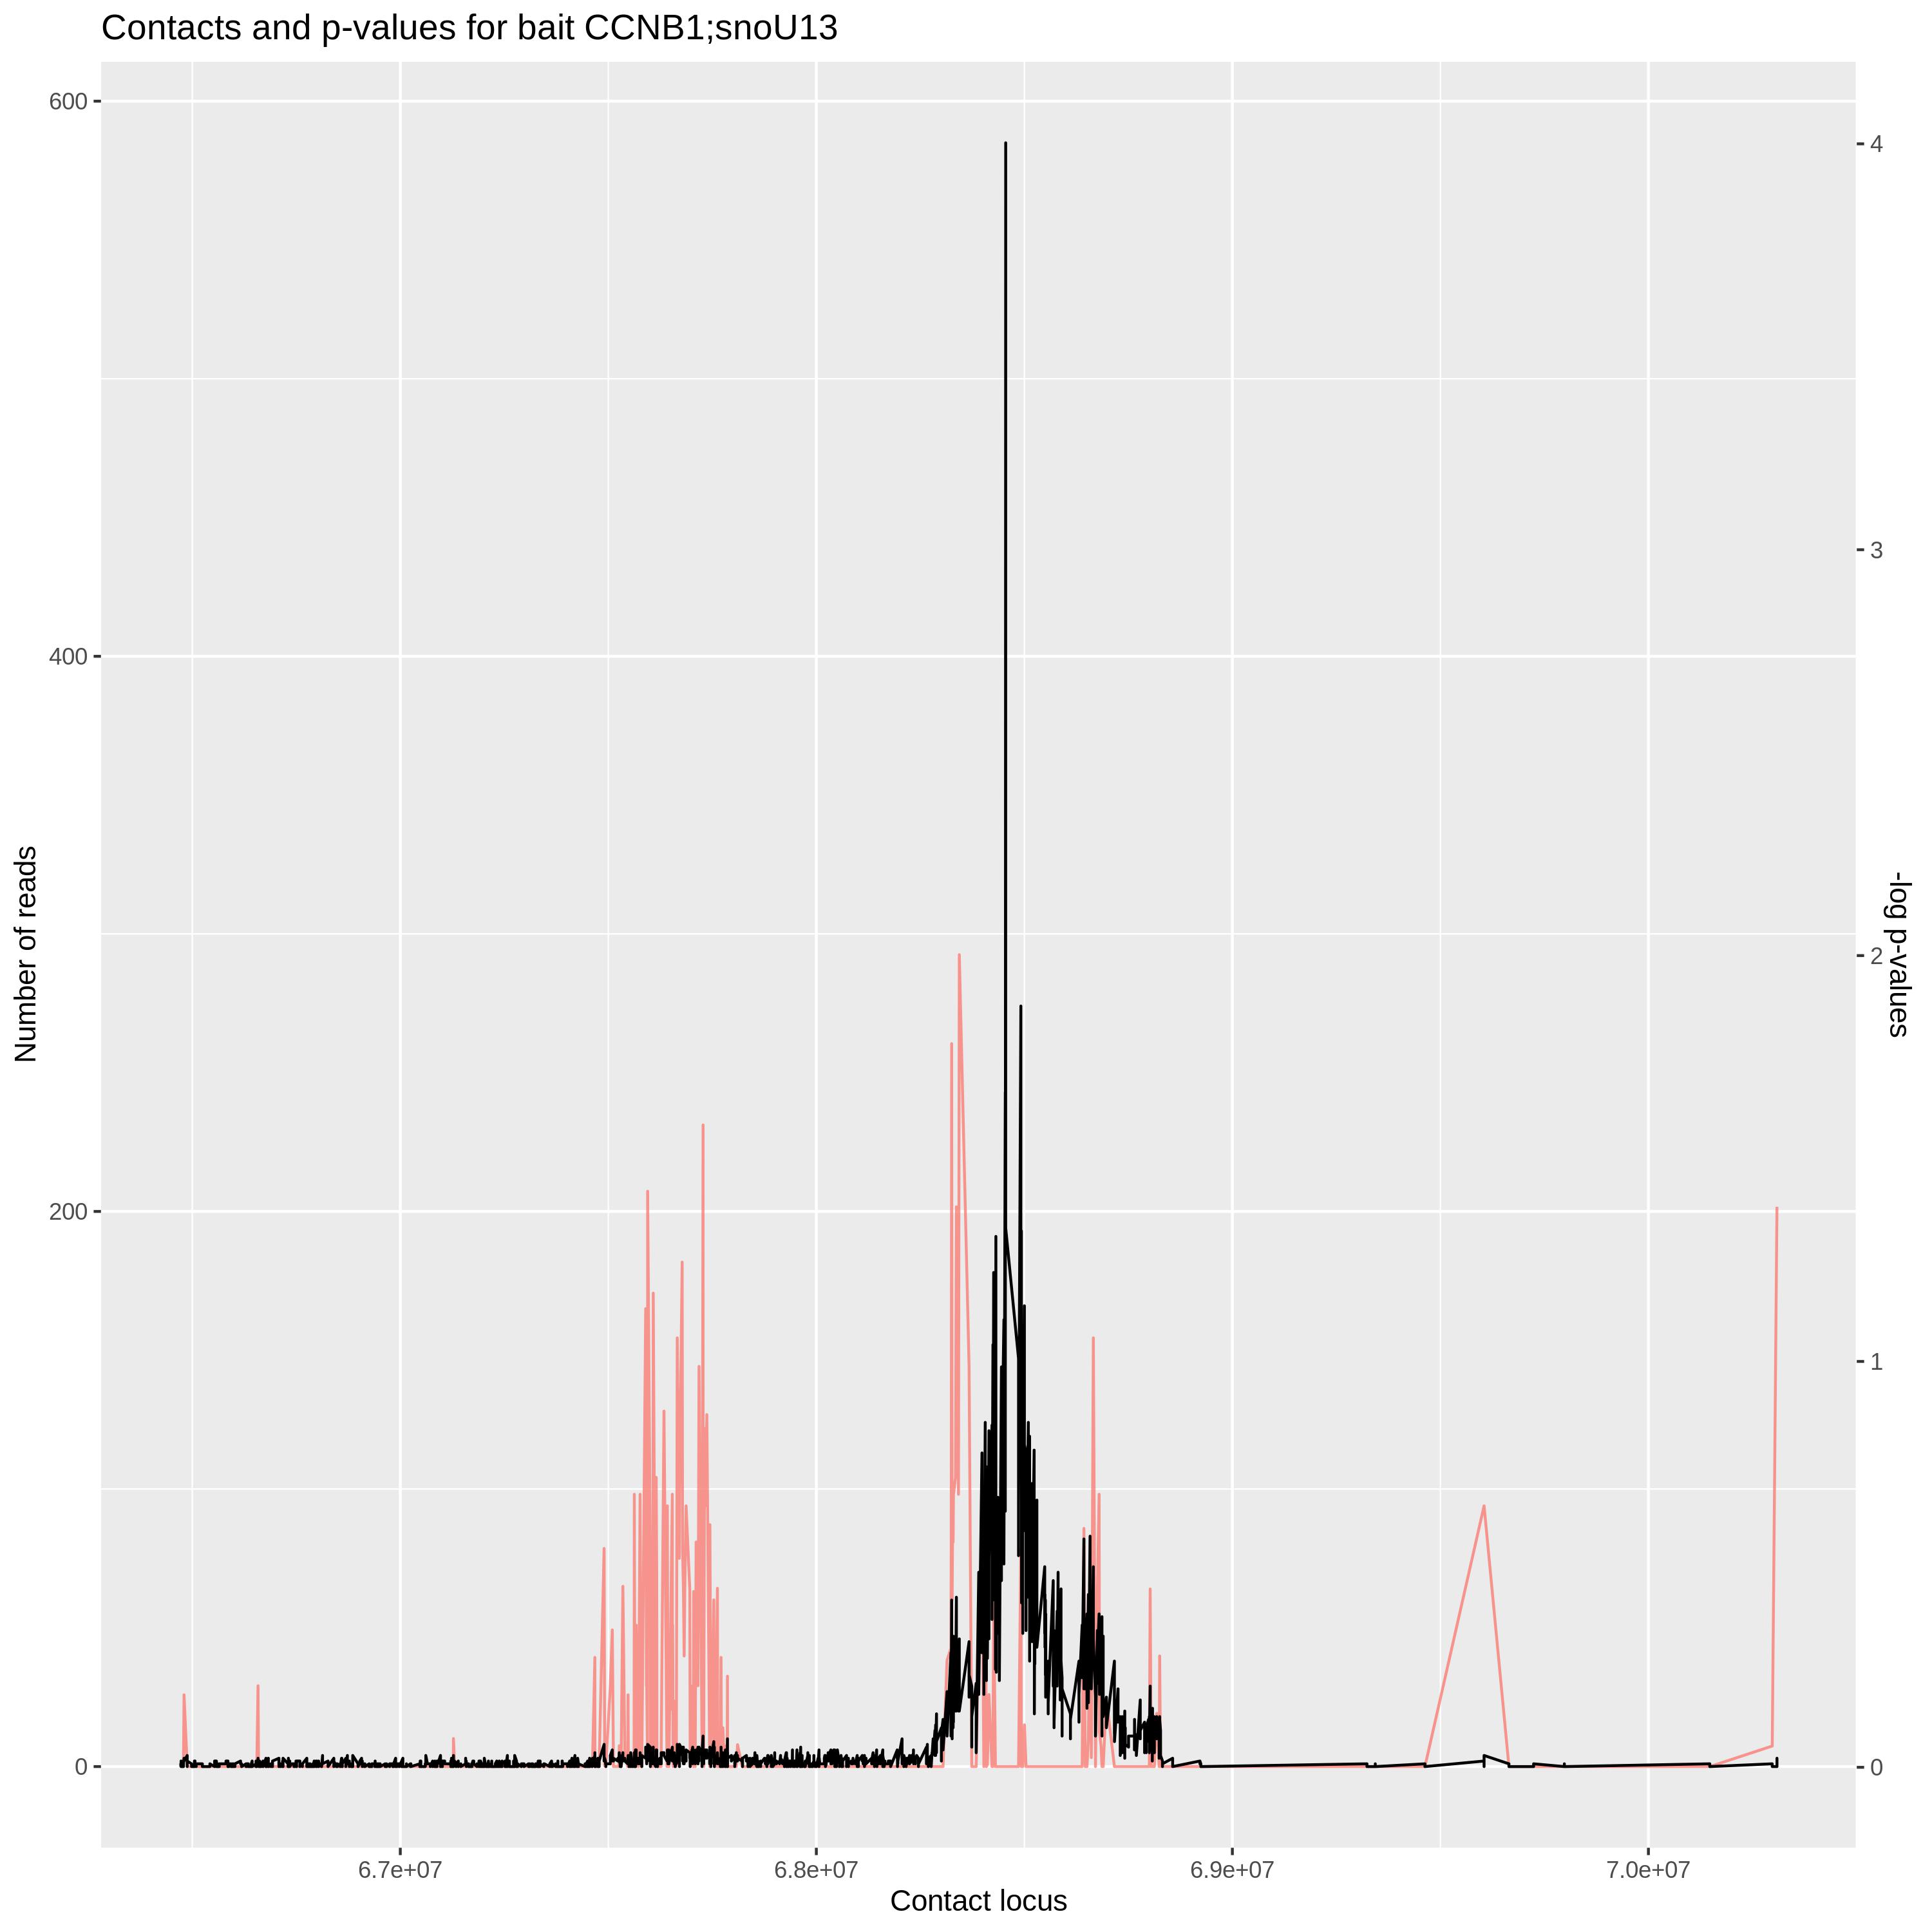 Contacts and p-values for bait CCNB1;snoU13
600
400
200
0
Number of reads
4
3
2
1
0
-log p-values
6.7e+07 6.8e+07 6.9e+07 7.0e+07
Contact locus